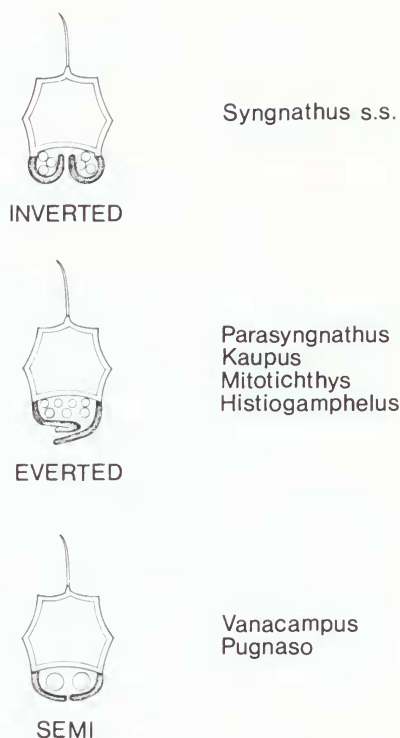 Syngnathus s.s.
INVERTED
Parasyngnathus
Kaupus
Mitotichthys
Histiogamphelus
EVERTED
Vanacampus
Pugnaso
SEMI